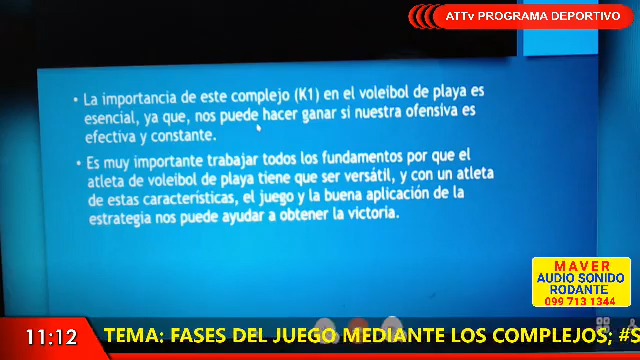 ATTv PROGRAMA DEPORTIVO
• La importancia de este complejo (K1) en el voleibol de playa es
esencial, ya que, nos puede hacer ganar si nuestra ofensiva es
efectiva y constante.
• Es muy importante trabajar todos los fundamentos por que el
atleta de voleibol de playa tiene que ser versátil, y con un atleta
de estas características, el juego y la buena aplicación de la
estrategia nos puede ayudar a obtener la victoria.
MAVER
AUDIO SONIDO
RODANTE
099 713 1344
11:12
TEMA: FASES DEL JUEGO MEDIANTE LOS COMPLEJOS; #S